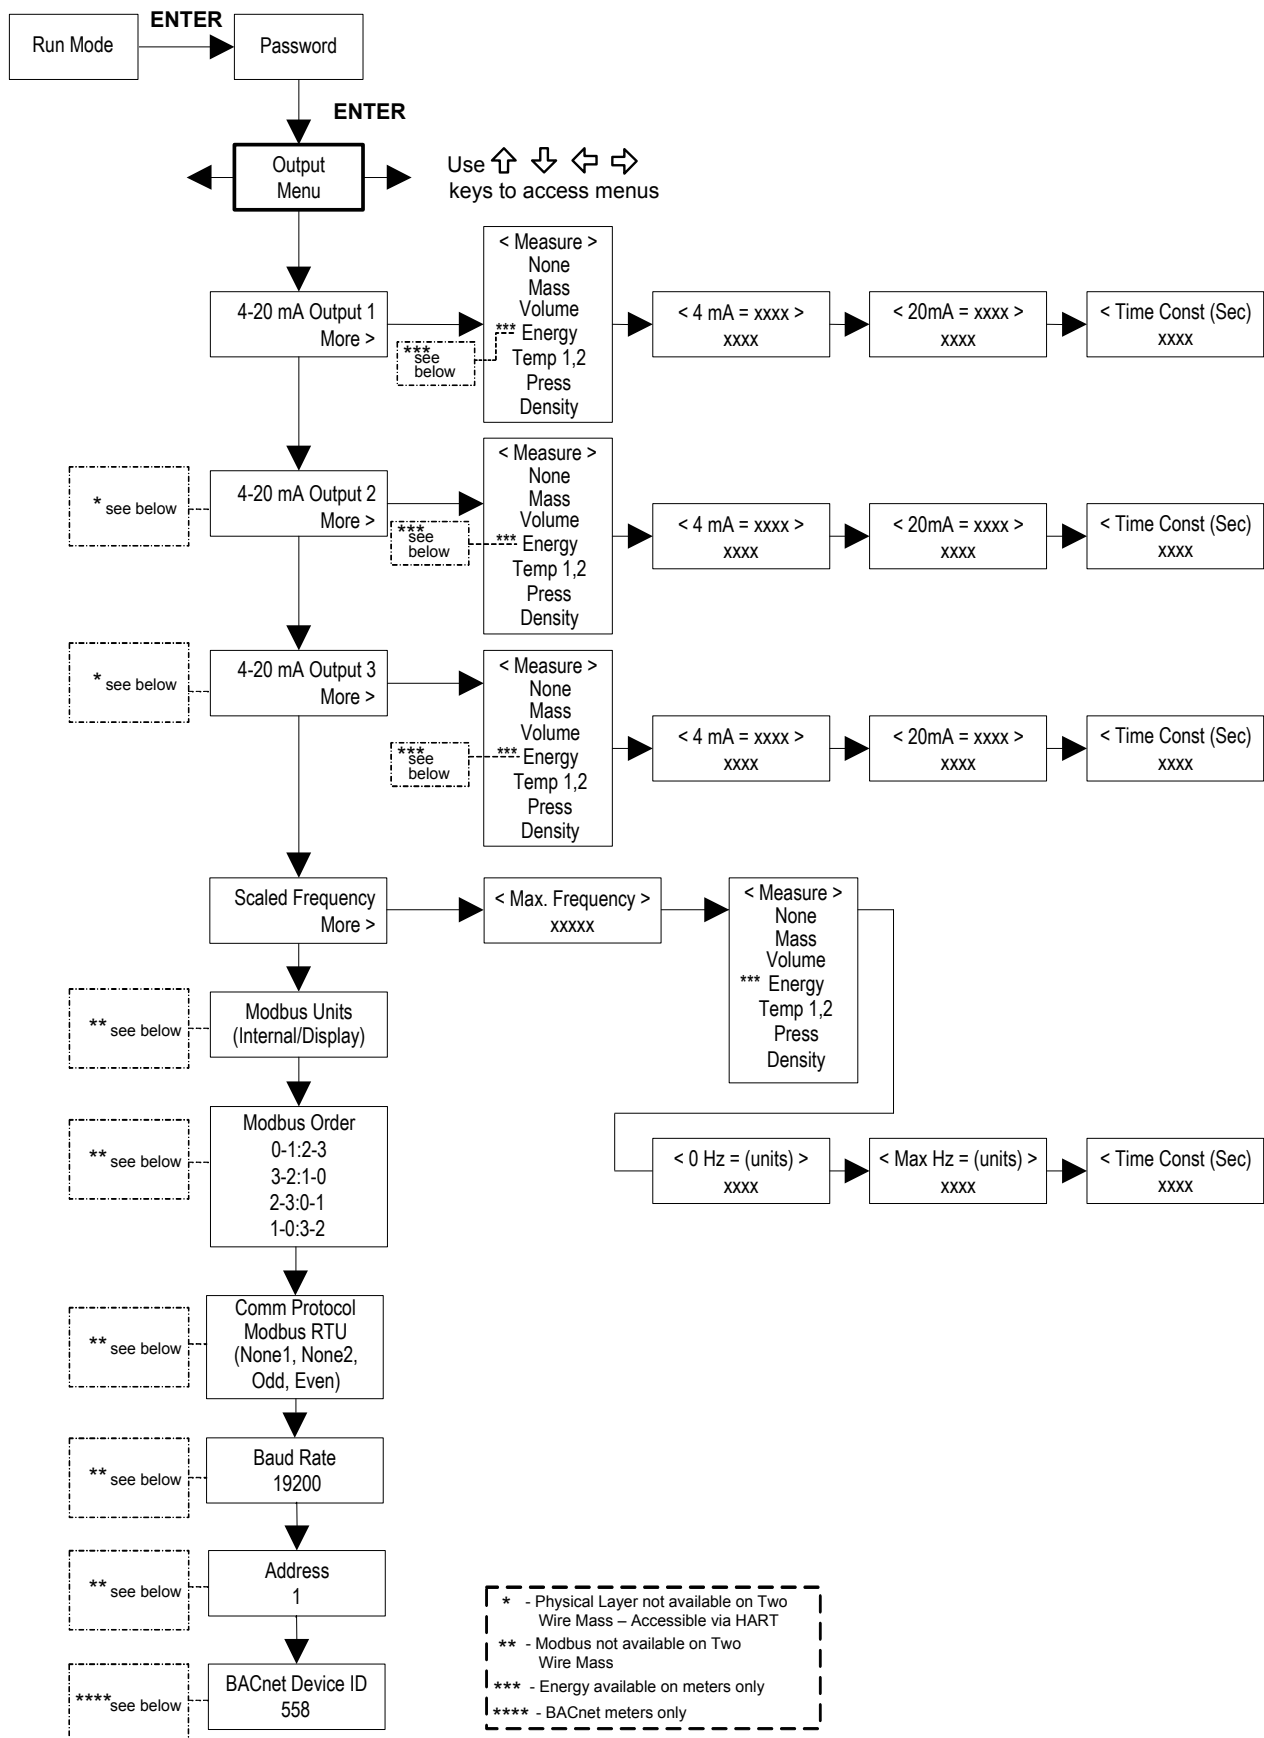 ENTER
Run Mode
Password
ENTER
Output
Menu
Use
keys to access menus
4-20 mA Output 1
More >
***
see
below
< Measure >
None
Mass
Volume
*** Energy
Temp 1,2
Press
Density
< 4 mA = xxxx >
xxxx
< 20mA = xxxx >
xxxx
< Time Const (Sec)
xxxx
* see below
4-20 mA Output 2
More >
***
see
below
< Measure >
None
Mass
Volume
*** Energy
Temp 1,2
Press
Density
< 4 mA = xxxx >
xxxx
< 20mA = xxxx >
xxxx
< Time Const (Sec)
xxxx
* see below
4-20 mA Output 3
More >
***
see
below
< Measure >
None
Mass
Volume
*** Energy
Temp 1,2
Press
Density
< 4 mA = xxxx >
xxxx
< 20mA = xxxx >
xxxx
< Time Const (Sec)
xxxx
Scaled Frequency
More >
< Max. Frequency >
xxxxx
< Measure >
None
Mass
Volume
*** Energy
Temp 1,2
Press
Density
< 0 Hz = (units) >
xxxx
< Max Hz = (units) >
xxxx
< Time Const (Sec)
xxxx
** see below
Modbus Units
(Internal/Display)
** see below
Modbus Order
0-1:2-3
3-2:1-0
2-3:0-1
1-0:3-2
** see below
Comm Protocol
Modbus RTU
(None1, None2,
Odd, Even)
** see below
Baud Rate
19200
** see below
Address
1
**** see below
BACnet Device ID
558
* - Physical Layer not available on Two
Wire Mass – Accessible via HART
** - Modbus not available on Two
Wire Mass
*** - Energy available on meters only
**** - BACnet meters only